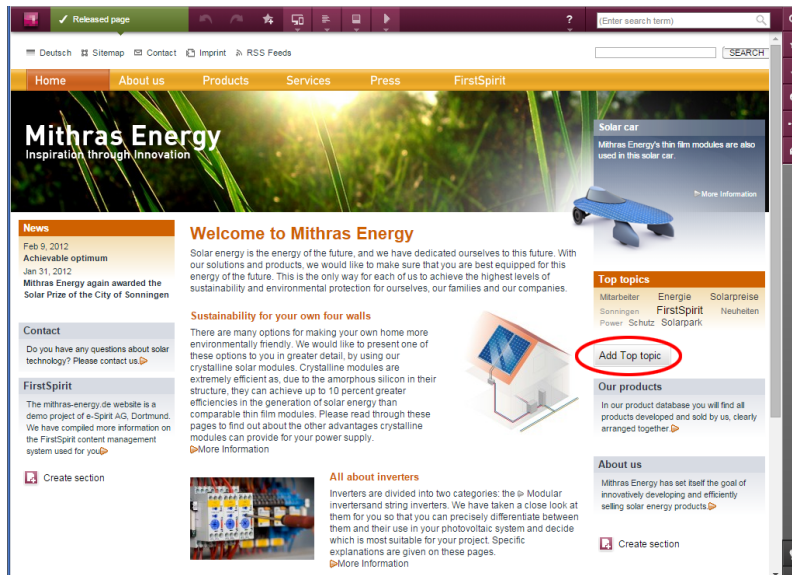 Released page
?
(Enter search term)
Deutsch Sitemap Contact Imprint RSS Feeds
SEARCH
Home About us Products Services Press FirstSpirit
Mithras Energy
Inspiration through Innovation
Solar car
Mithras Energy's thin film modules are also
used in this solar car.
More Information
News
Feb 9, 2012
Achievable optimum
Jan 31, 2012
Mithras Energy again awarded the
Solar Prize of the City of Sonningen
Contact
Do you have any questions about solar
technology? Please contact us.
FirstSpirit
The mithras-energy.de website is a
demo project of e-Spirit AG, Dortmund.
We have compiled more information on
the FirstSpirit content management
system used for you
Create section
Welcome to Mithras Energy
Solar energy is the energy of the future, and we have dedicated ourselves to this future. With
our solutions and products, we would like to make sure that you are best equipped for this
energy of the future. This is the only way for each of us to achieve the highest levels of
sustainability and environmental protection for ourselves, our families and our companies.
Sustainability for your own four
walls
There are many options for making your own home more
environmentally friendly. We would like to present one of
these options to you in greater detail, by using our
crystalline solar modules. Crystalline modules are
extremely efficient as, due to the amorphous silicon in their
structure, they can achieve up to 10 percent greater
efficiencies in the generation of solar energy than
comparable thin film modules. Please read through these
pages to find out about the other advantages crystalline
modules can provide for your power supply.
More Information
All about inverters
Inverters are divided into two categories: the Modular
invertersand string inverters. We have taken a close look at
them for you so that you can precisely differentiate between
them and their use in your photovoltaic system and decide
which is most suitable for your project. Specific
explanations are given on these pages.
More Information
Top topics
Mitarbeiter Energie Solarpreise
Sonningen FirstSpirit Neuheiten
Power Schutz Solarpark
Add Top topic
Our products
In our product database you will find all
products developed and sold by us, clearly
arranged together.
About us
Mithras Energy has set itself the goal of
innovatively developing and efficiently
selling solar energy products.
Create section